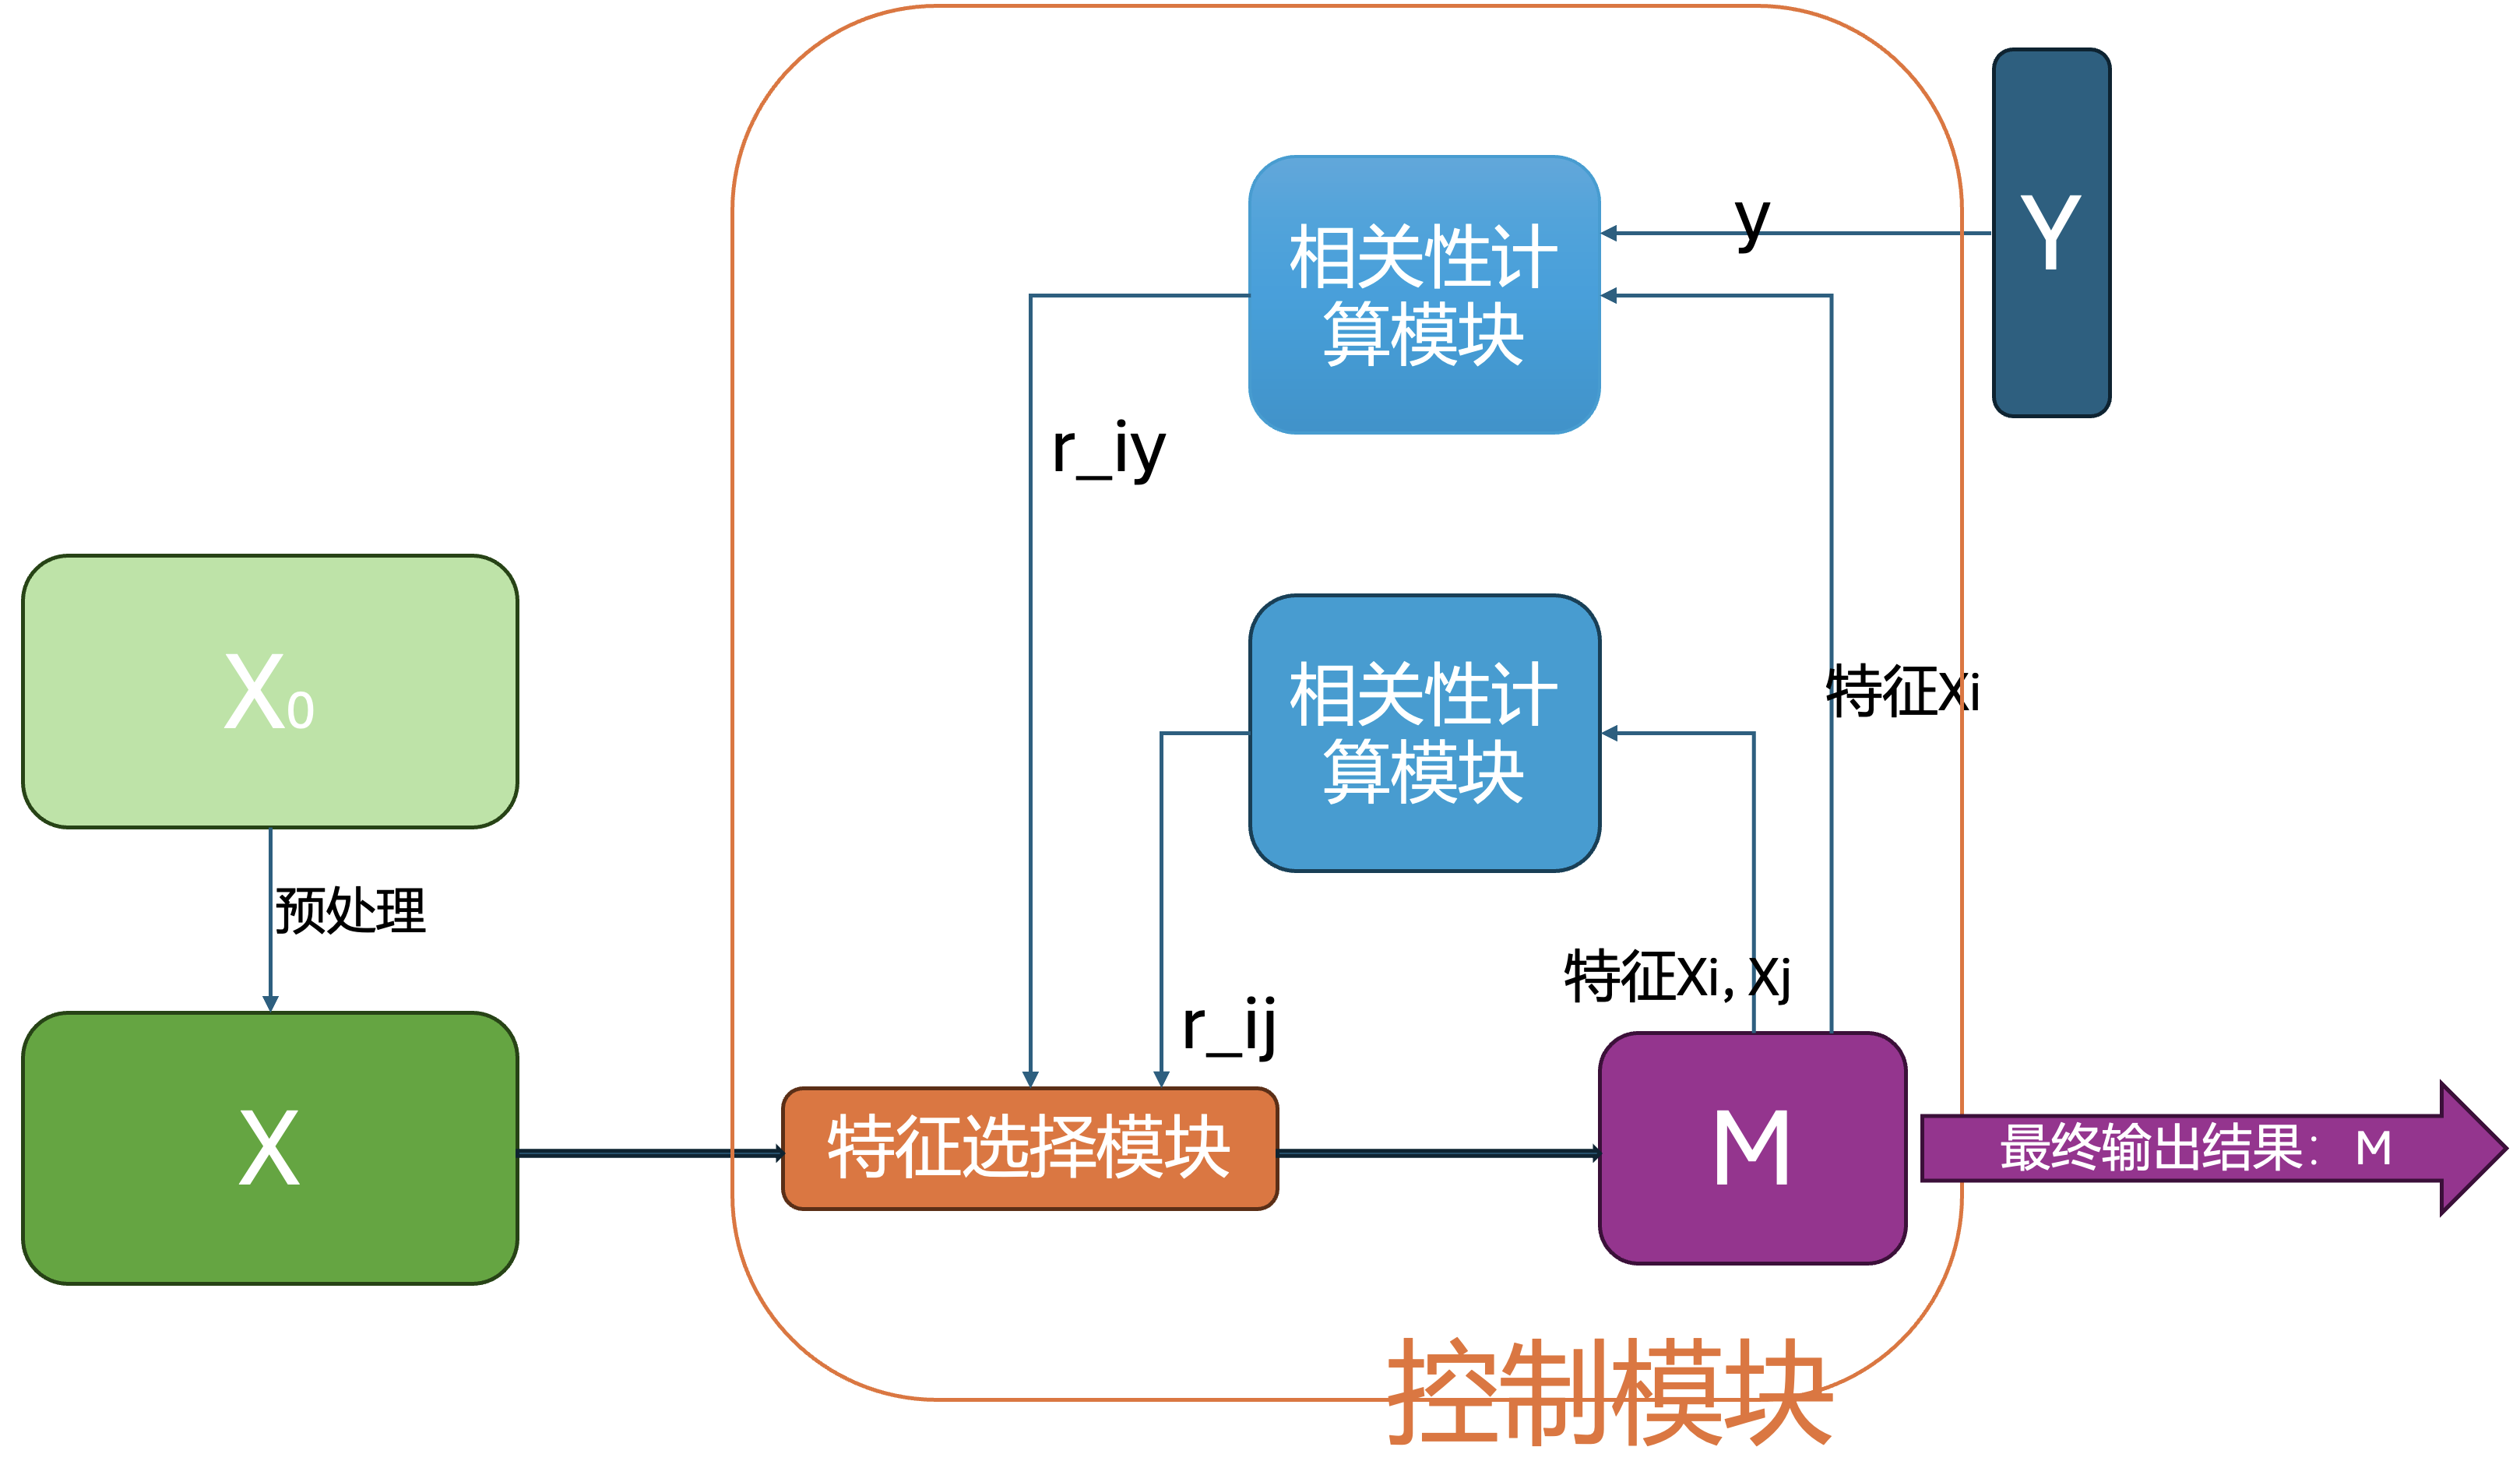 Y
y
相关性计
算模块
r_iy
X₀
相关性计
算模块
特征Xi
预处理
特征Xi, Xj
r_ij
X
特征选择模块
M
最终输出结果：M
控制模块